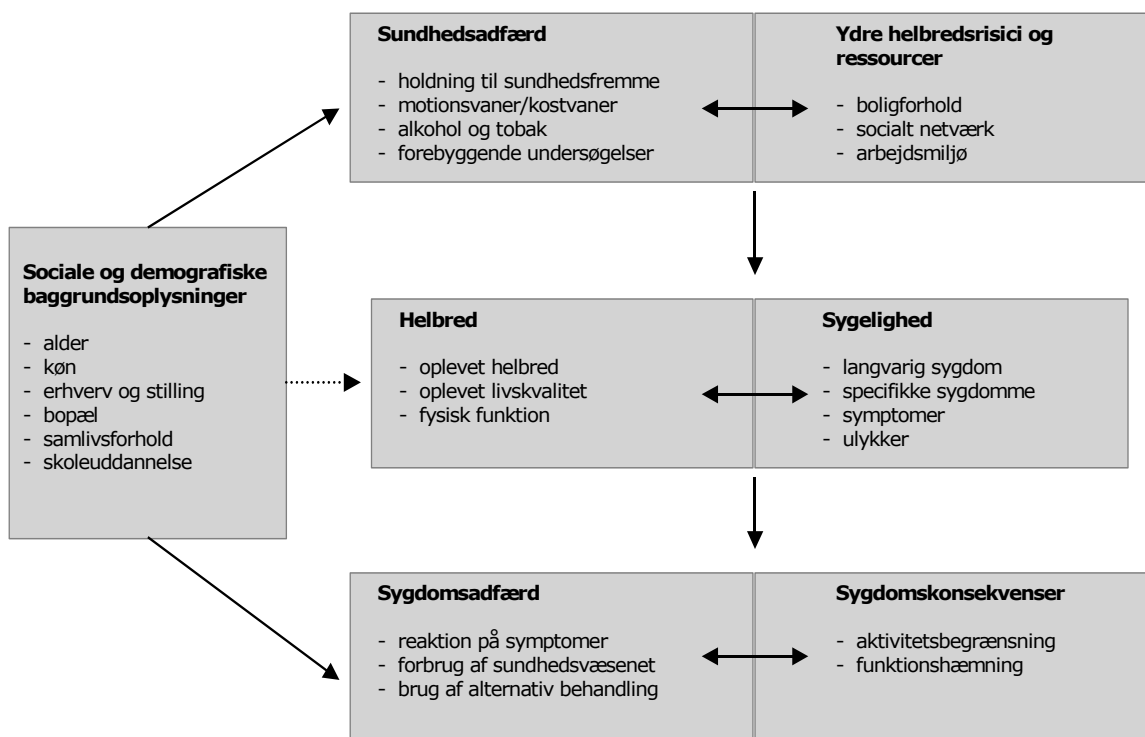 Sundhedsadfærd
- holdning til sundhedsfremme
- motionsvaner/kostvaner
- alkohol og tobak
- forebyggende undersøgelser
Ydre helbredsrisici og
ressourcer
- boligforhold
- socialt netværk
- arbejdsmiljø
Sociale og demografiske
baggrundsoplysninger
- alder
- køn
- erhverv og stilling
- bopæl
- samlivsforhold
- skoleuddannelse
Helbred
- oplevet helbred
- oplevet livskvalitet
- fysisk funktion
Sygelighed
- langvarig sygdom
- specifikke sygdomme
- symptomer
- ulykker
Sygdomsadfærd
- reaktion på symptomer
- forbrug af sundhedsvæsenet
- brug af alternativ behandling
Sygdomskonsekvenser
- aktivitetsbegrænsning
- funktionshæmning